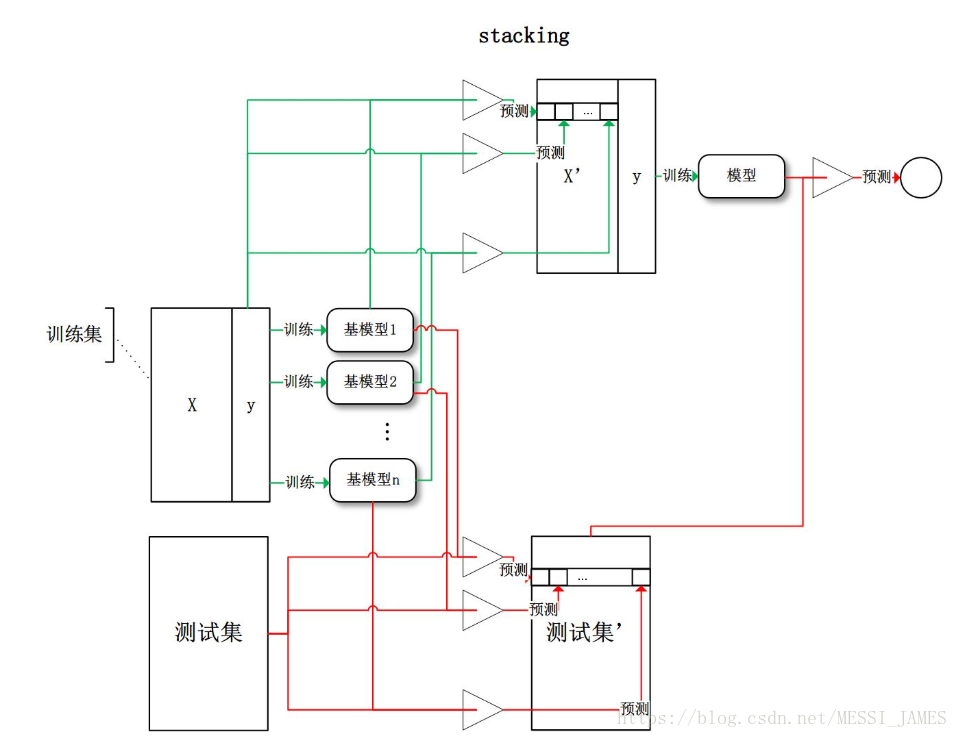 stacking
预测
...
预测
X'
y
训练
模型
预测
训练集
X
y
训练
基模型1
训练
基模型2
⋮
训练
基模型n
测试集
预测
...
预测
测试集'
预测
https://blog.csdn.net/MESSI_JAMES